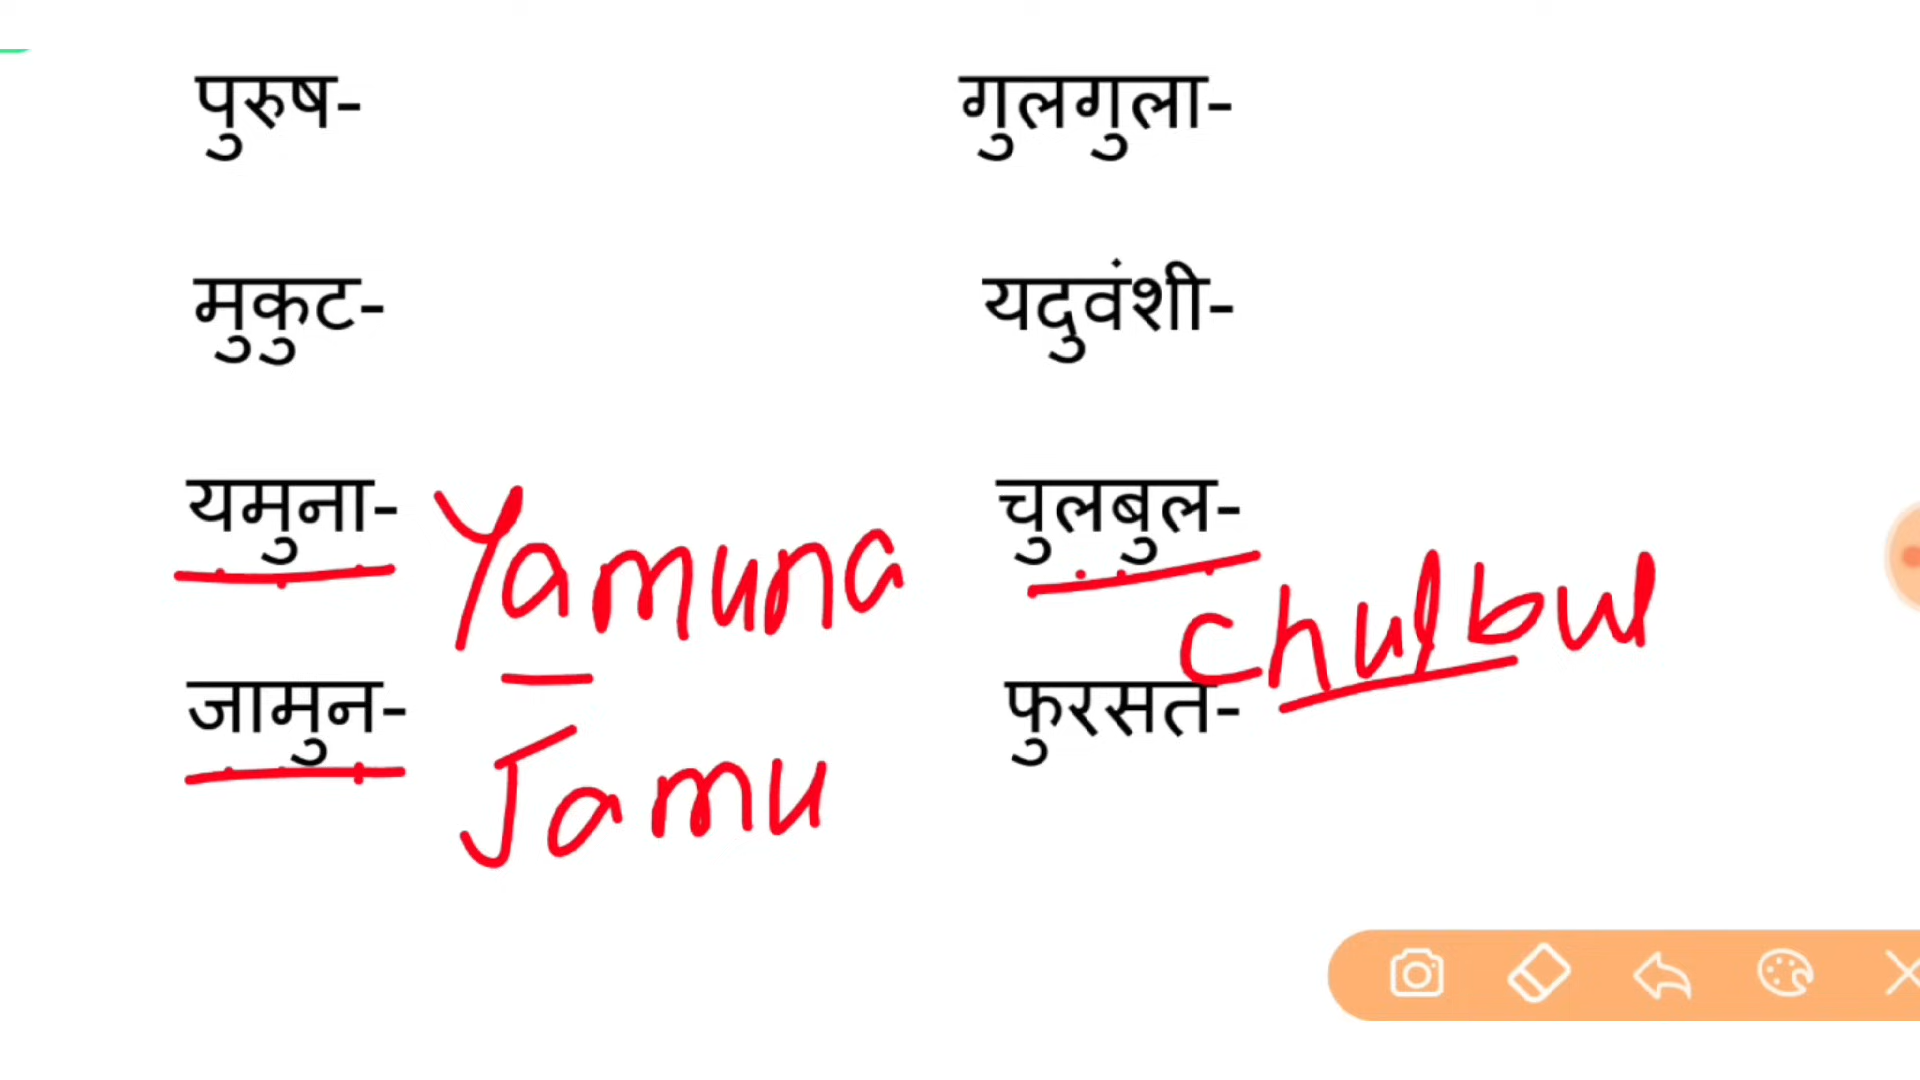 पुरुष- गुलगुला-
मुकुट- यदुवंशी-
यमुना- Yamuna चुलबुल- chulbul
जामुन- Jamu फुरसत-